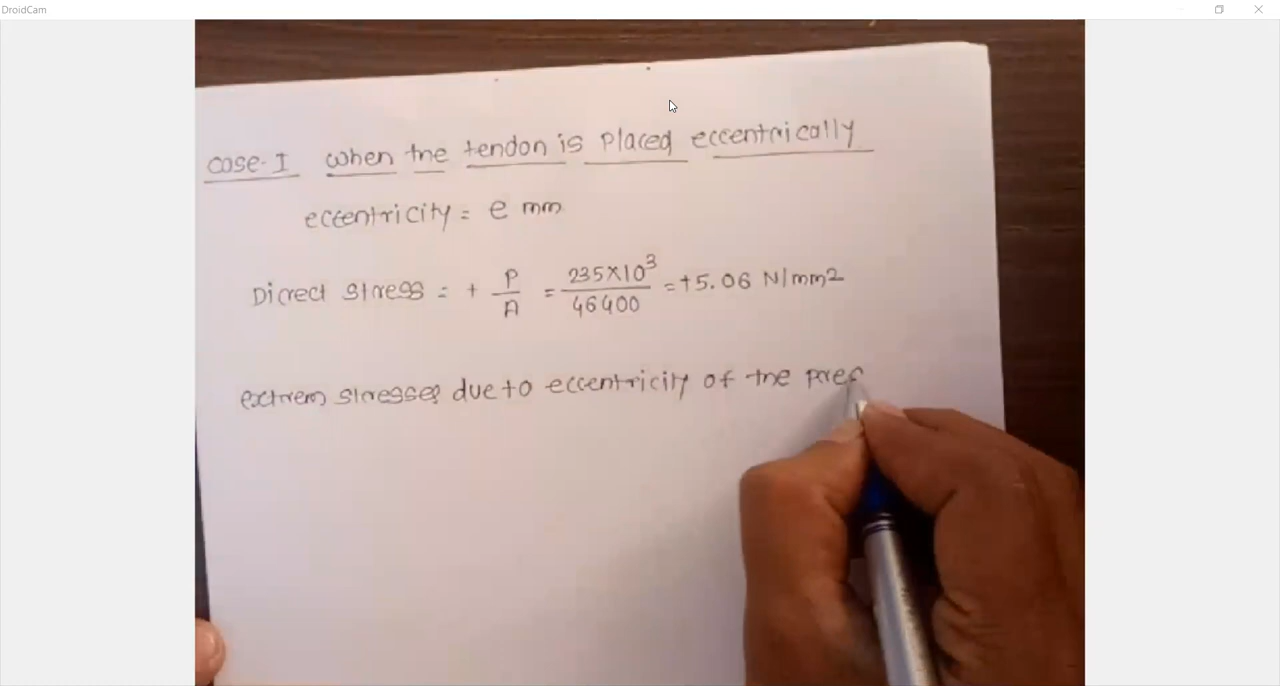 DroidCam
case-I when the tendon is placed eccentrically
eccentricity = e mm
Direct stress = + P/A = 235×10³/46400 = +5.06 N/mm2
extrem stresses due to eccentricity of the pres